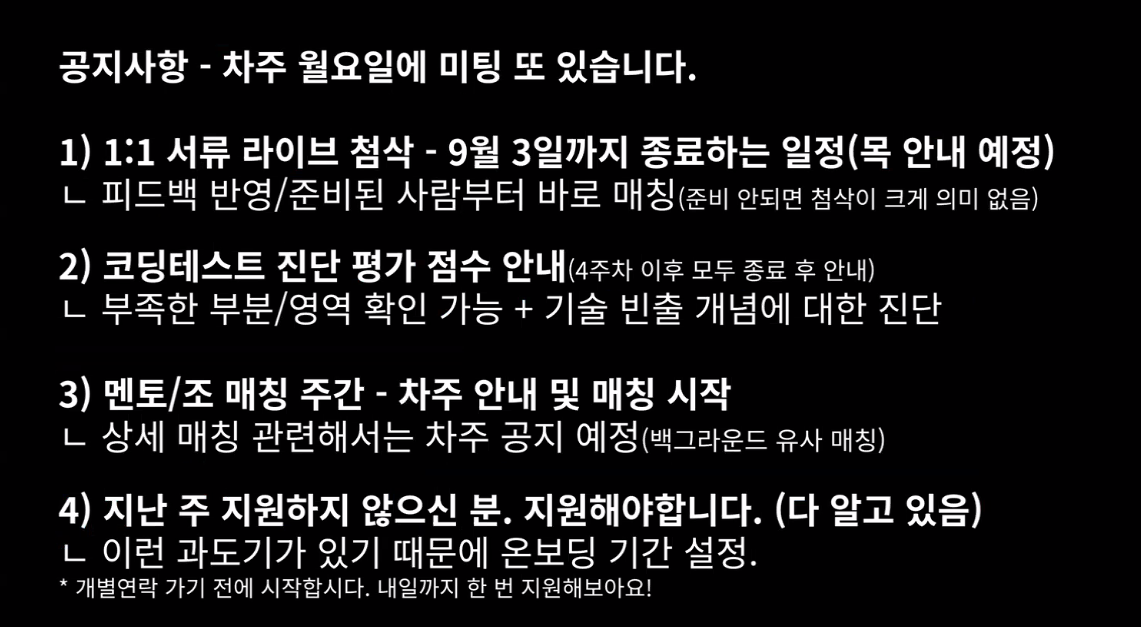 공지사항 - 차주 월요일에 미팅 또 있습니다.
1) 1:1 서류 라이브 첨삭 - 9월 3일까지 종료하는 일정(목 안내 예정)
ㄴ 피드백 반영/준비된 사람부터 바로 매칭(준비 안되면 첨삭이 크게 의미 없음)
2) 코딩테스트 진단 평가 점수 안내(4주차 이후 모두 종료 후 안내)
ㄴ 부족한 부분/영역 확인 가능 + 기술 빈출 개념에 대한 진단
3) 멘토/조 매칭 주간 - 차주 안내 및 매칭 시작
ㄴ 상세 매칭 관련해서는 차주 공지 예정(백그라운드 유사 매칭)
4) 지난 주 지원하지 않으신 분. 지원해야합니다. (다 알고 있음)
ㄴ 이런 과도기가 있기 때문에 온보딩 기간 설정.
* 개별연락 가기 전에 시작합시다. 내일까지 한 번 지원해보아요!